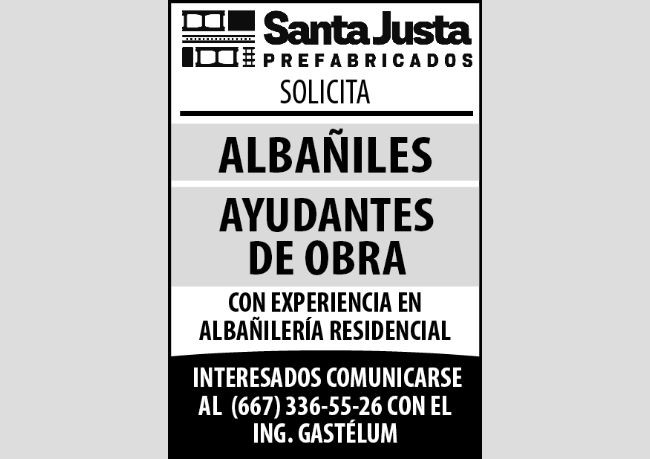 Santa Justa
PREFABRICADOS
SOLICITA
ALBAÑILES
AYUDANTES
DE OBRA
CON EXPERIENCIA EN
ALBAÑILERÍA RESIDENCIAL
INTERESADOS COMUNICARSE
AL (667) 336-55-26 CON EL
ING. GASTÉLUM